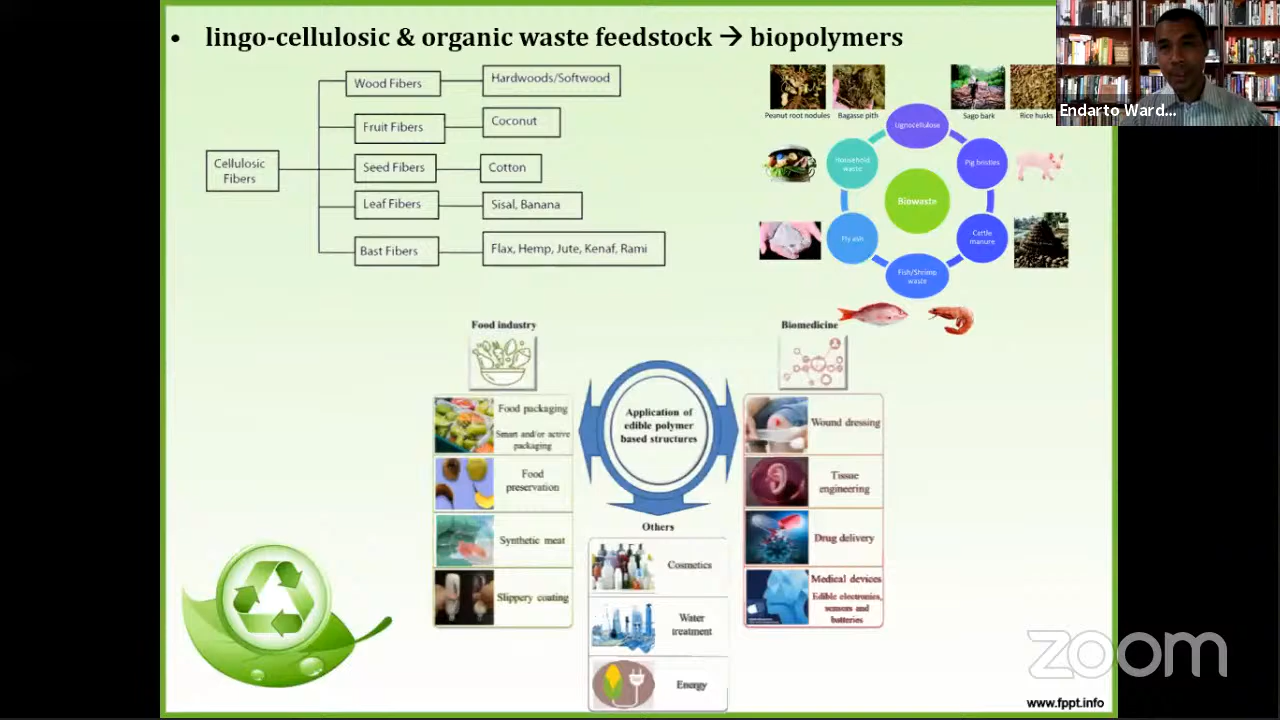 • lingo-cellulosic & organic waste feedstock → biopolymers
Cellulosic
Fibers
Wood Fibers
Hardwoods/Softwood
Fruit Fibers
Coconut
Seed Fibers
Cotton
Leaf Fibers
Sisal, Banana
Bast Fibers
Flax, Hemp, Jute, Kenaf, Rami
Peanut root nodules
Bagasse pith
Sago bark
Rice husks
Endarto Ward...
Lignocellulose
Household
waste
Pig bristles
Biowaste
Fly ash
Cattle
manure
Fish/Shrimp
waste
Food industry
Food packaging
Smart and/or active
packaging
Food
preservation
Synthetic meat
Slippery coating
Application of
edible polymer
based structures
Biomedicine
Wound dressing
Tissue
engineering
Drug delivery
Medical devices
Edible electronics,
sensors and
batteries
Others
Cosmetics
Water
treatment
Energy
zoom
www.fppt.info